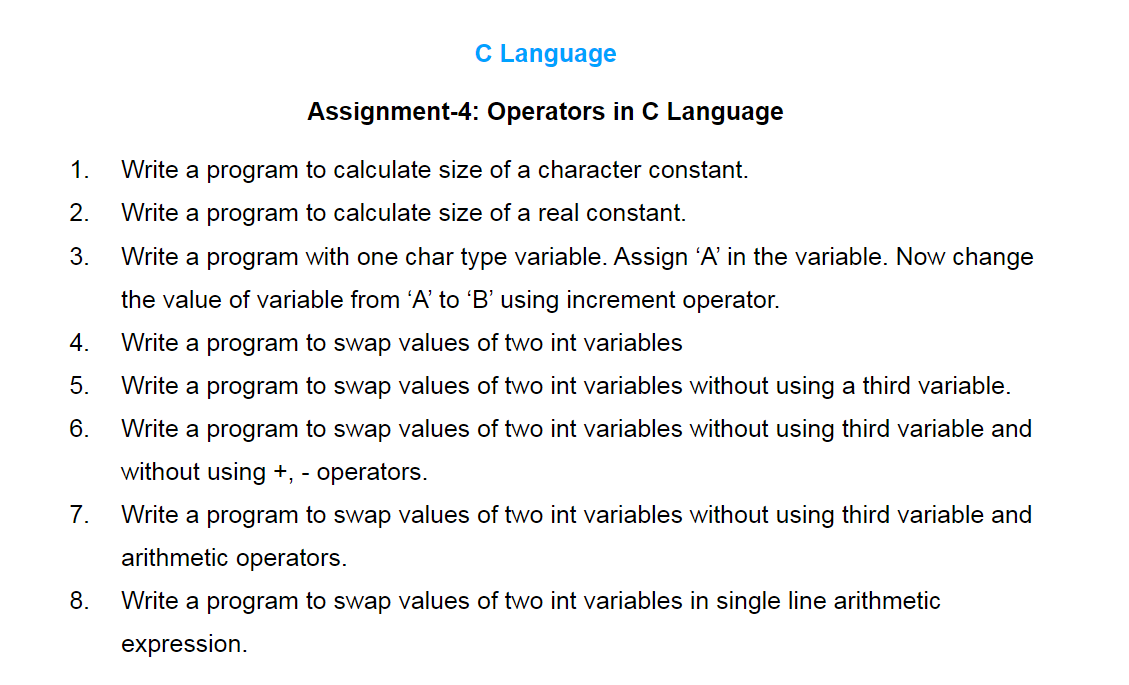 C Language
Assignment-4: Operators in C Language
1. Write a program to calculate size of a character constant.
2. Write a program to calculate size of a real constant.
3. Write a program with one char type variable. Assign ‘A’ in the variable. Now change
the value of variable from ‘A’ to ‘B’ using increment operator.
4. Write a program to swap values of two int variables
5. Write a program to swap values of two int variables without using a third variable.
6. Write a program to swap values of two int variables without using third variable and
without using +, - operators.
7. Write a program to swap values of two int variables without using third variable and
arithmetic operators.
8. Write a program to swap values of two int variables in single line arithmetic
expression.